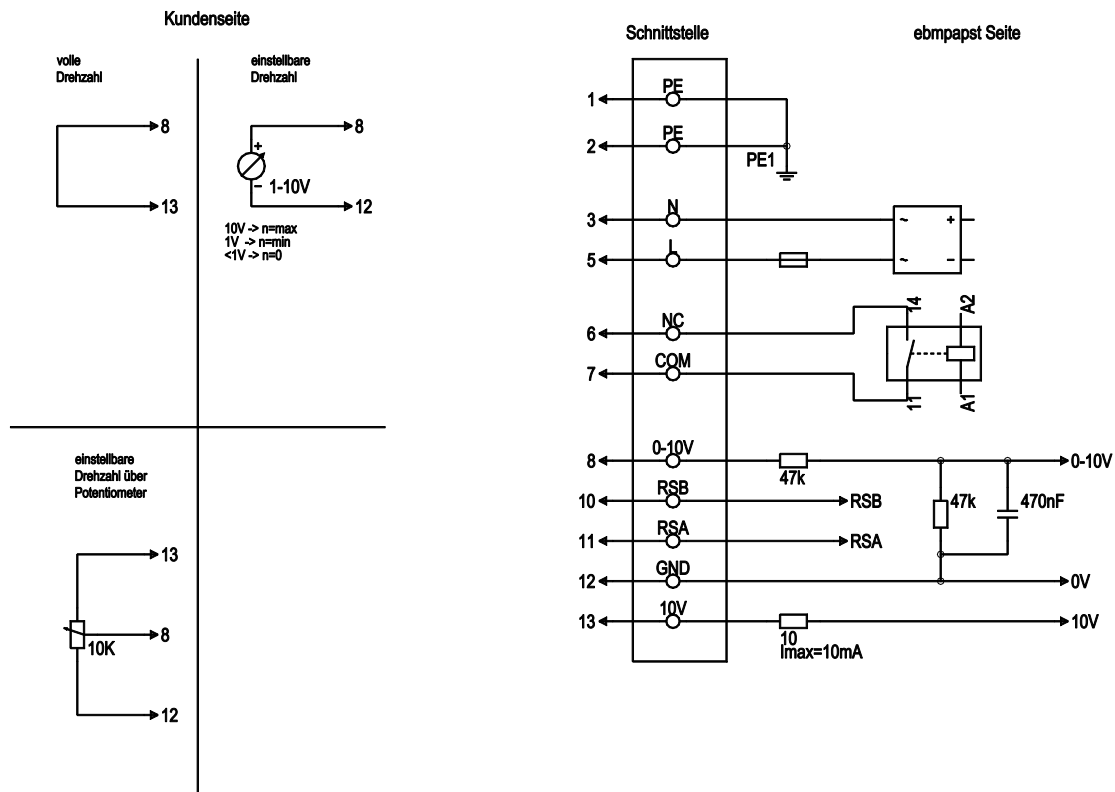 Kundenseite
volle
Drehzahl
8
13
einstellbare
Drehzahl
8
+
−
1-10V
12
10V -> n=max
1V -> n=min
<1V -> n=0
einstellbare
Drehzahl über
Potentiometer
13
8
10K
12
Schnittstelle
ebmpapst Seite
1 PE
2 PE PE1
3 N ~ +
5 L ~ −
6 NC 14 A2
7 COM 11 A1
8 0-10V 47k 0-10V
10 RSB RSB 47k 470nF
11 RSA RSA
12 GND 0V
13 10V 10 10V
Imax=10mA